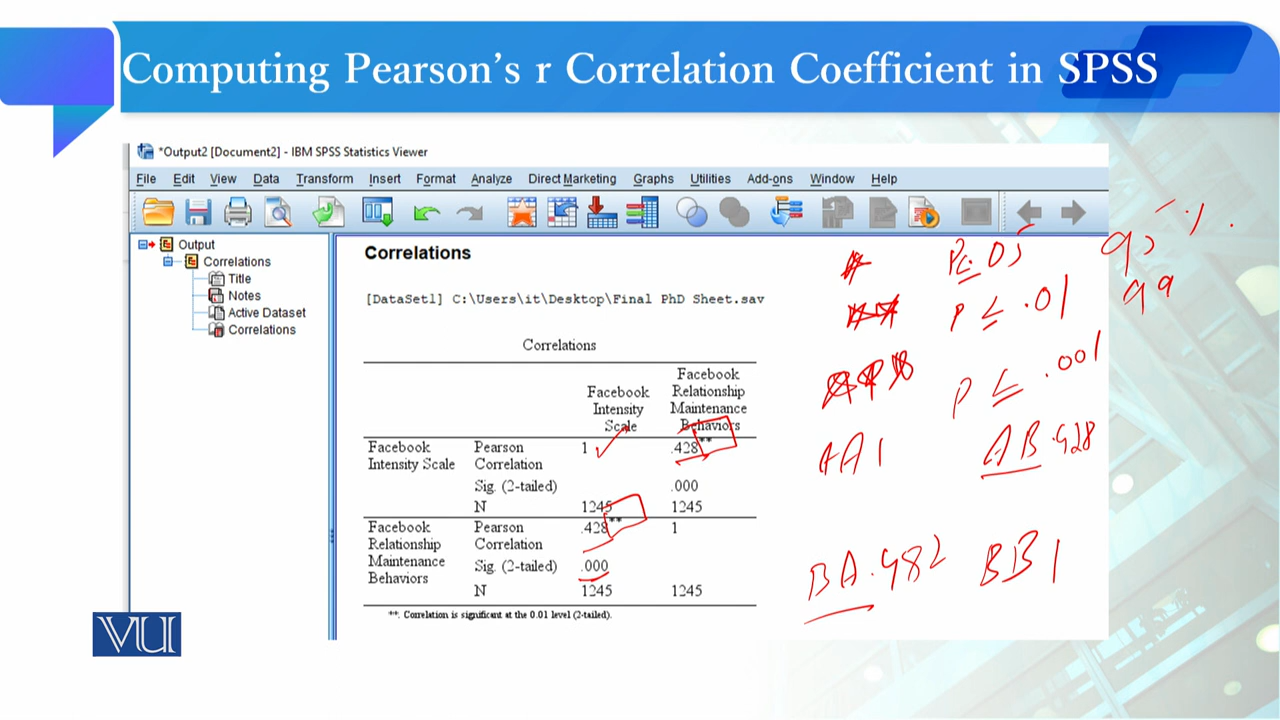 Computing Pearson's r Correlation Coefficient in SPSS
*Output2 [Document2] - IBM SPSS Statistics Viewer
File Edit View Data Transform Insert Format Analyze Direct Marketing Graphs Utilities Add-ons Window Help
Output
Correlations
Title
Notes
Active Dataset
Correlations
Correlations
[DataSet1] C:\Users\it\Desktop\Final PhD Sheet.sav
Correlations
Facebook Intensity Scale
Facebook Relationship Maintenance Behaviors
Facebook Intensity Scale
Pearson Correlation 1 .428**
Sig. (2-tailed) .000
N 1245 1245
Facebook Relationship Maintenance Behaviors
Pearson Correlation .428** 1
Sig. (2-tailed) .000
N 1245 1245
**. Correlation is significant at the 0.01 level (2-tailed).
* P≤.05 95%.
** P ≤ .01 99
*** P ≤ .001
AA 1 AB .428
BA .482 BB 1
VU